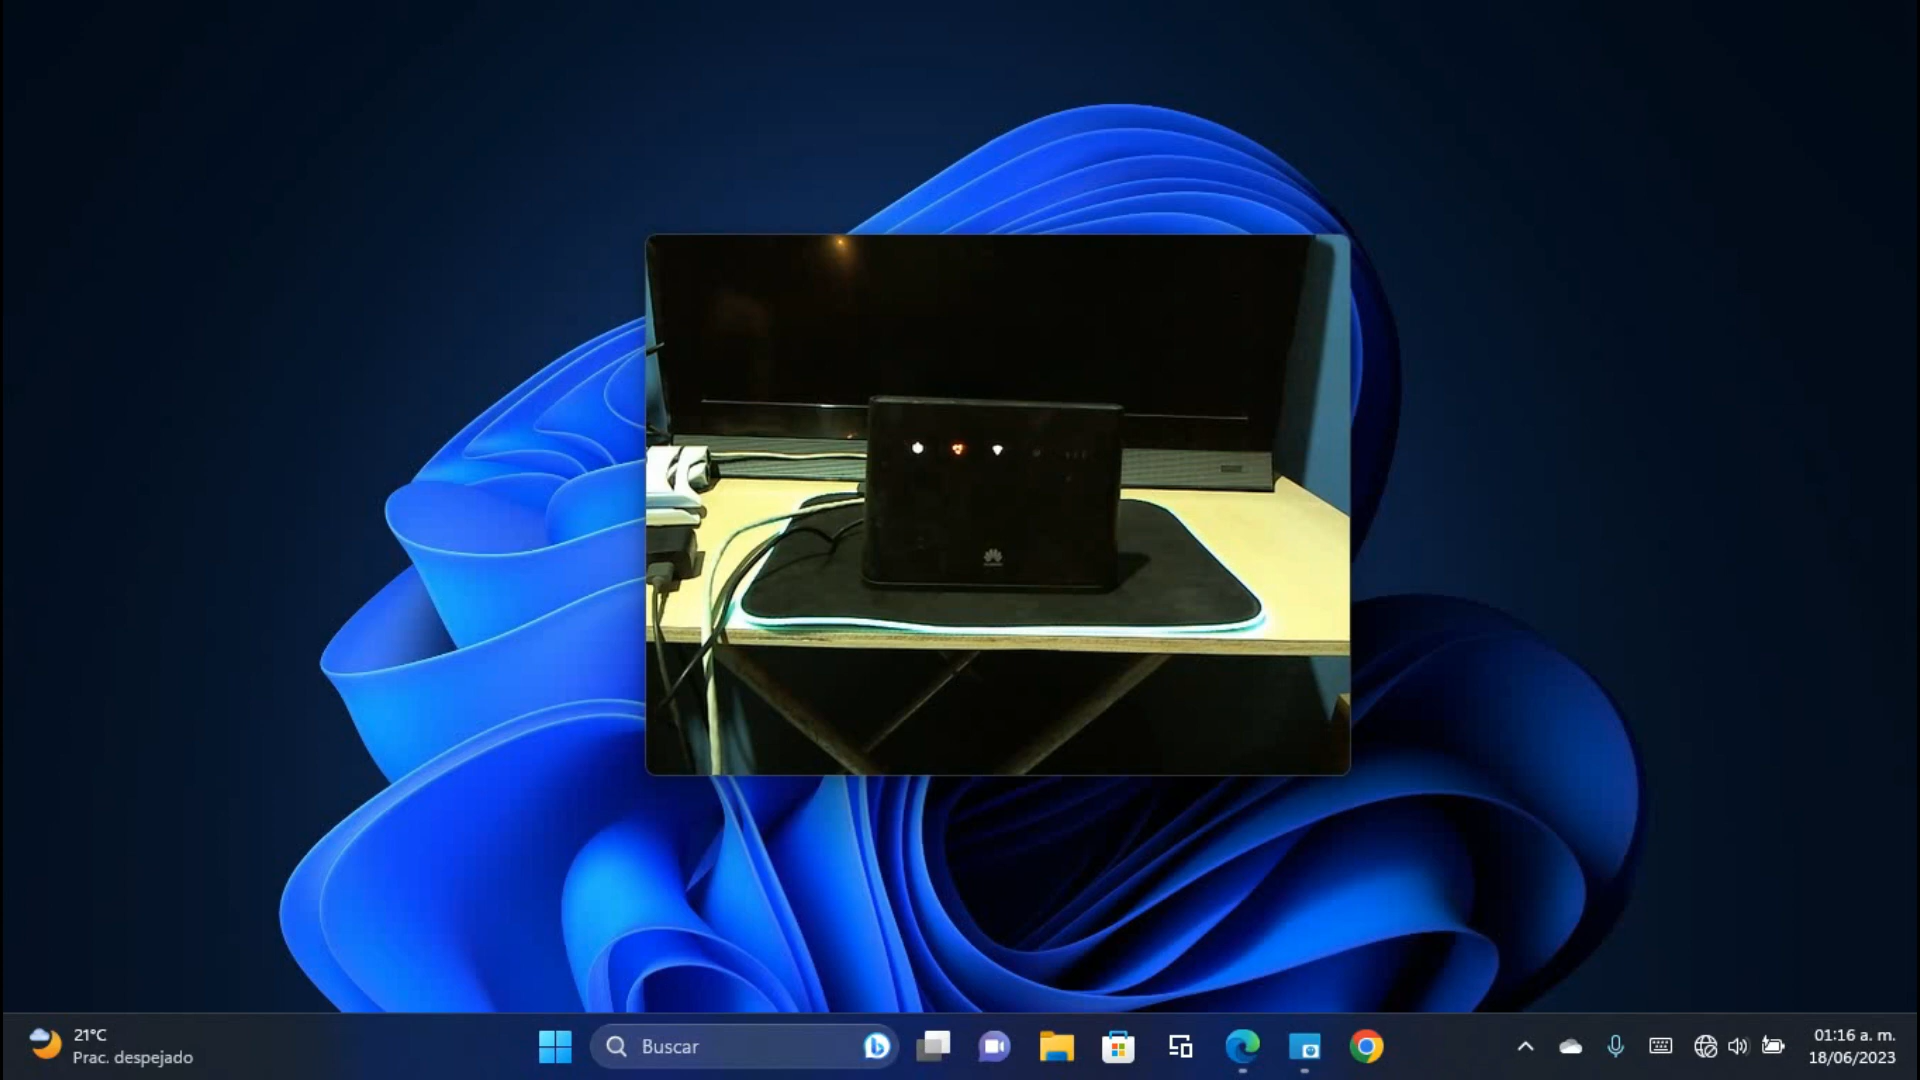 21°C
Prac. despejado
Buscar
01:16 a. m.
18/06/2023